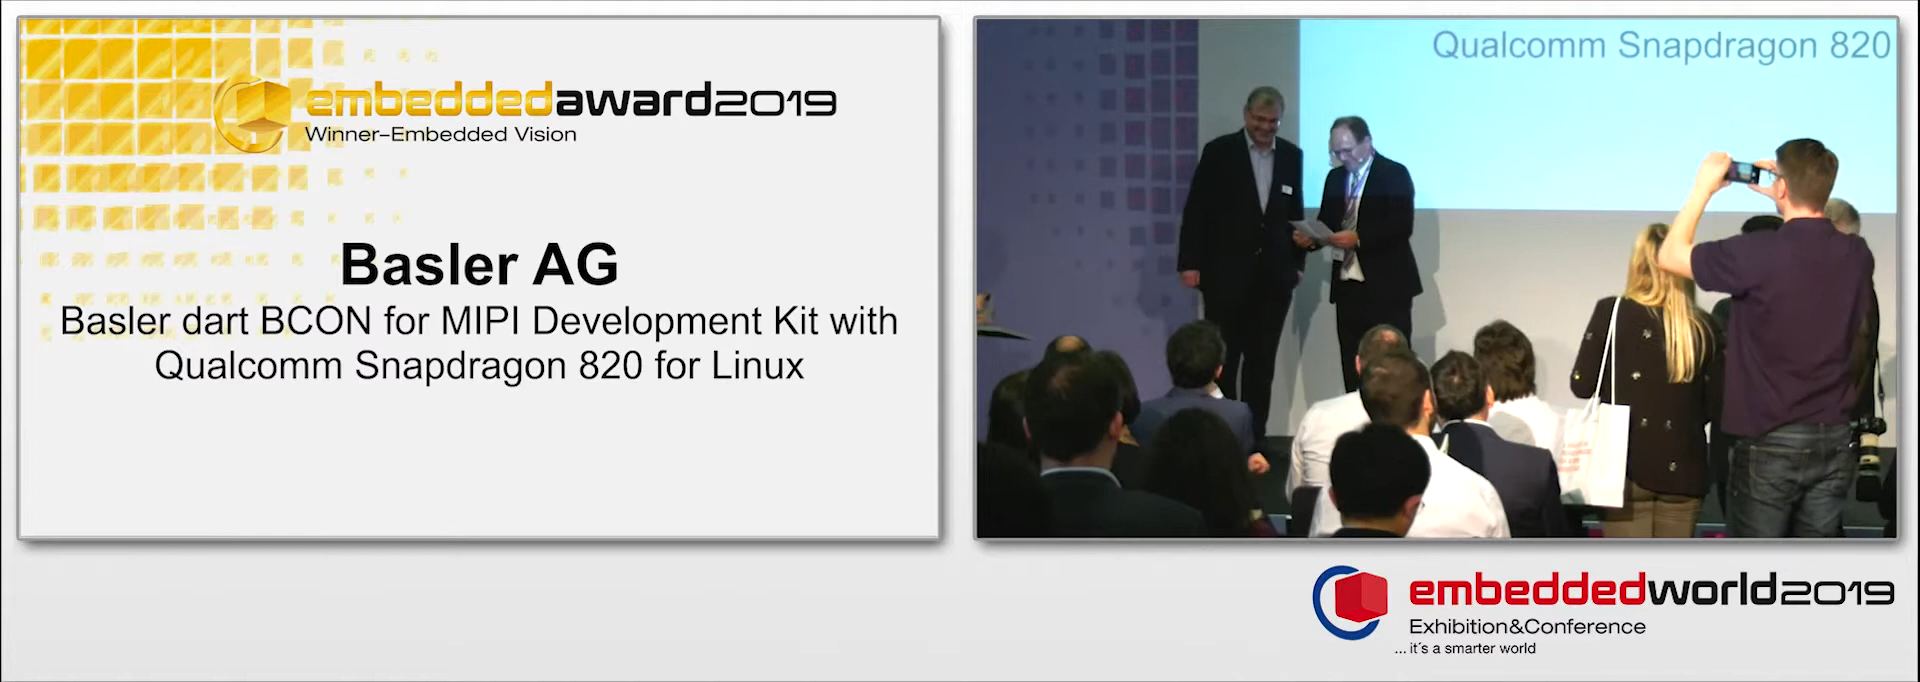 embeddedaward2019
Winner-Embedded Vision
Basler AG
Basler dart BCON for MIPI Development Kit with
Qualcomm Snapdragon 820 for Linux
Qualcomm Snapdragon 820
embeddedworld2019
Exhibition&Conference
... it's a smarter world